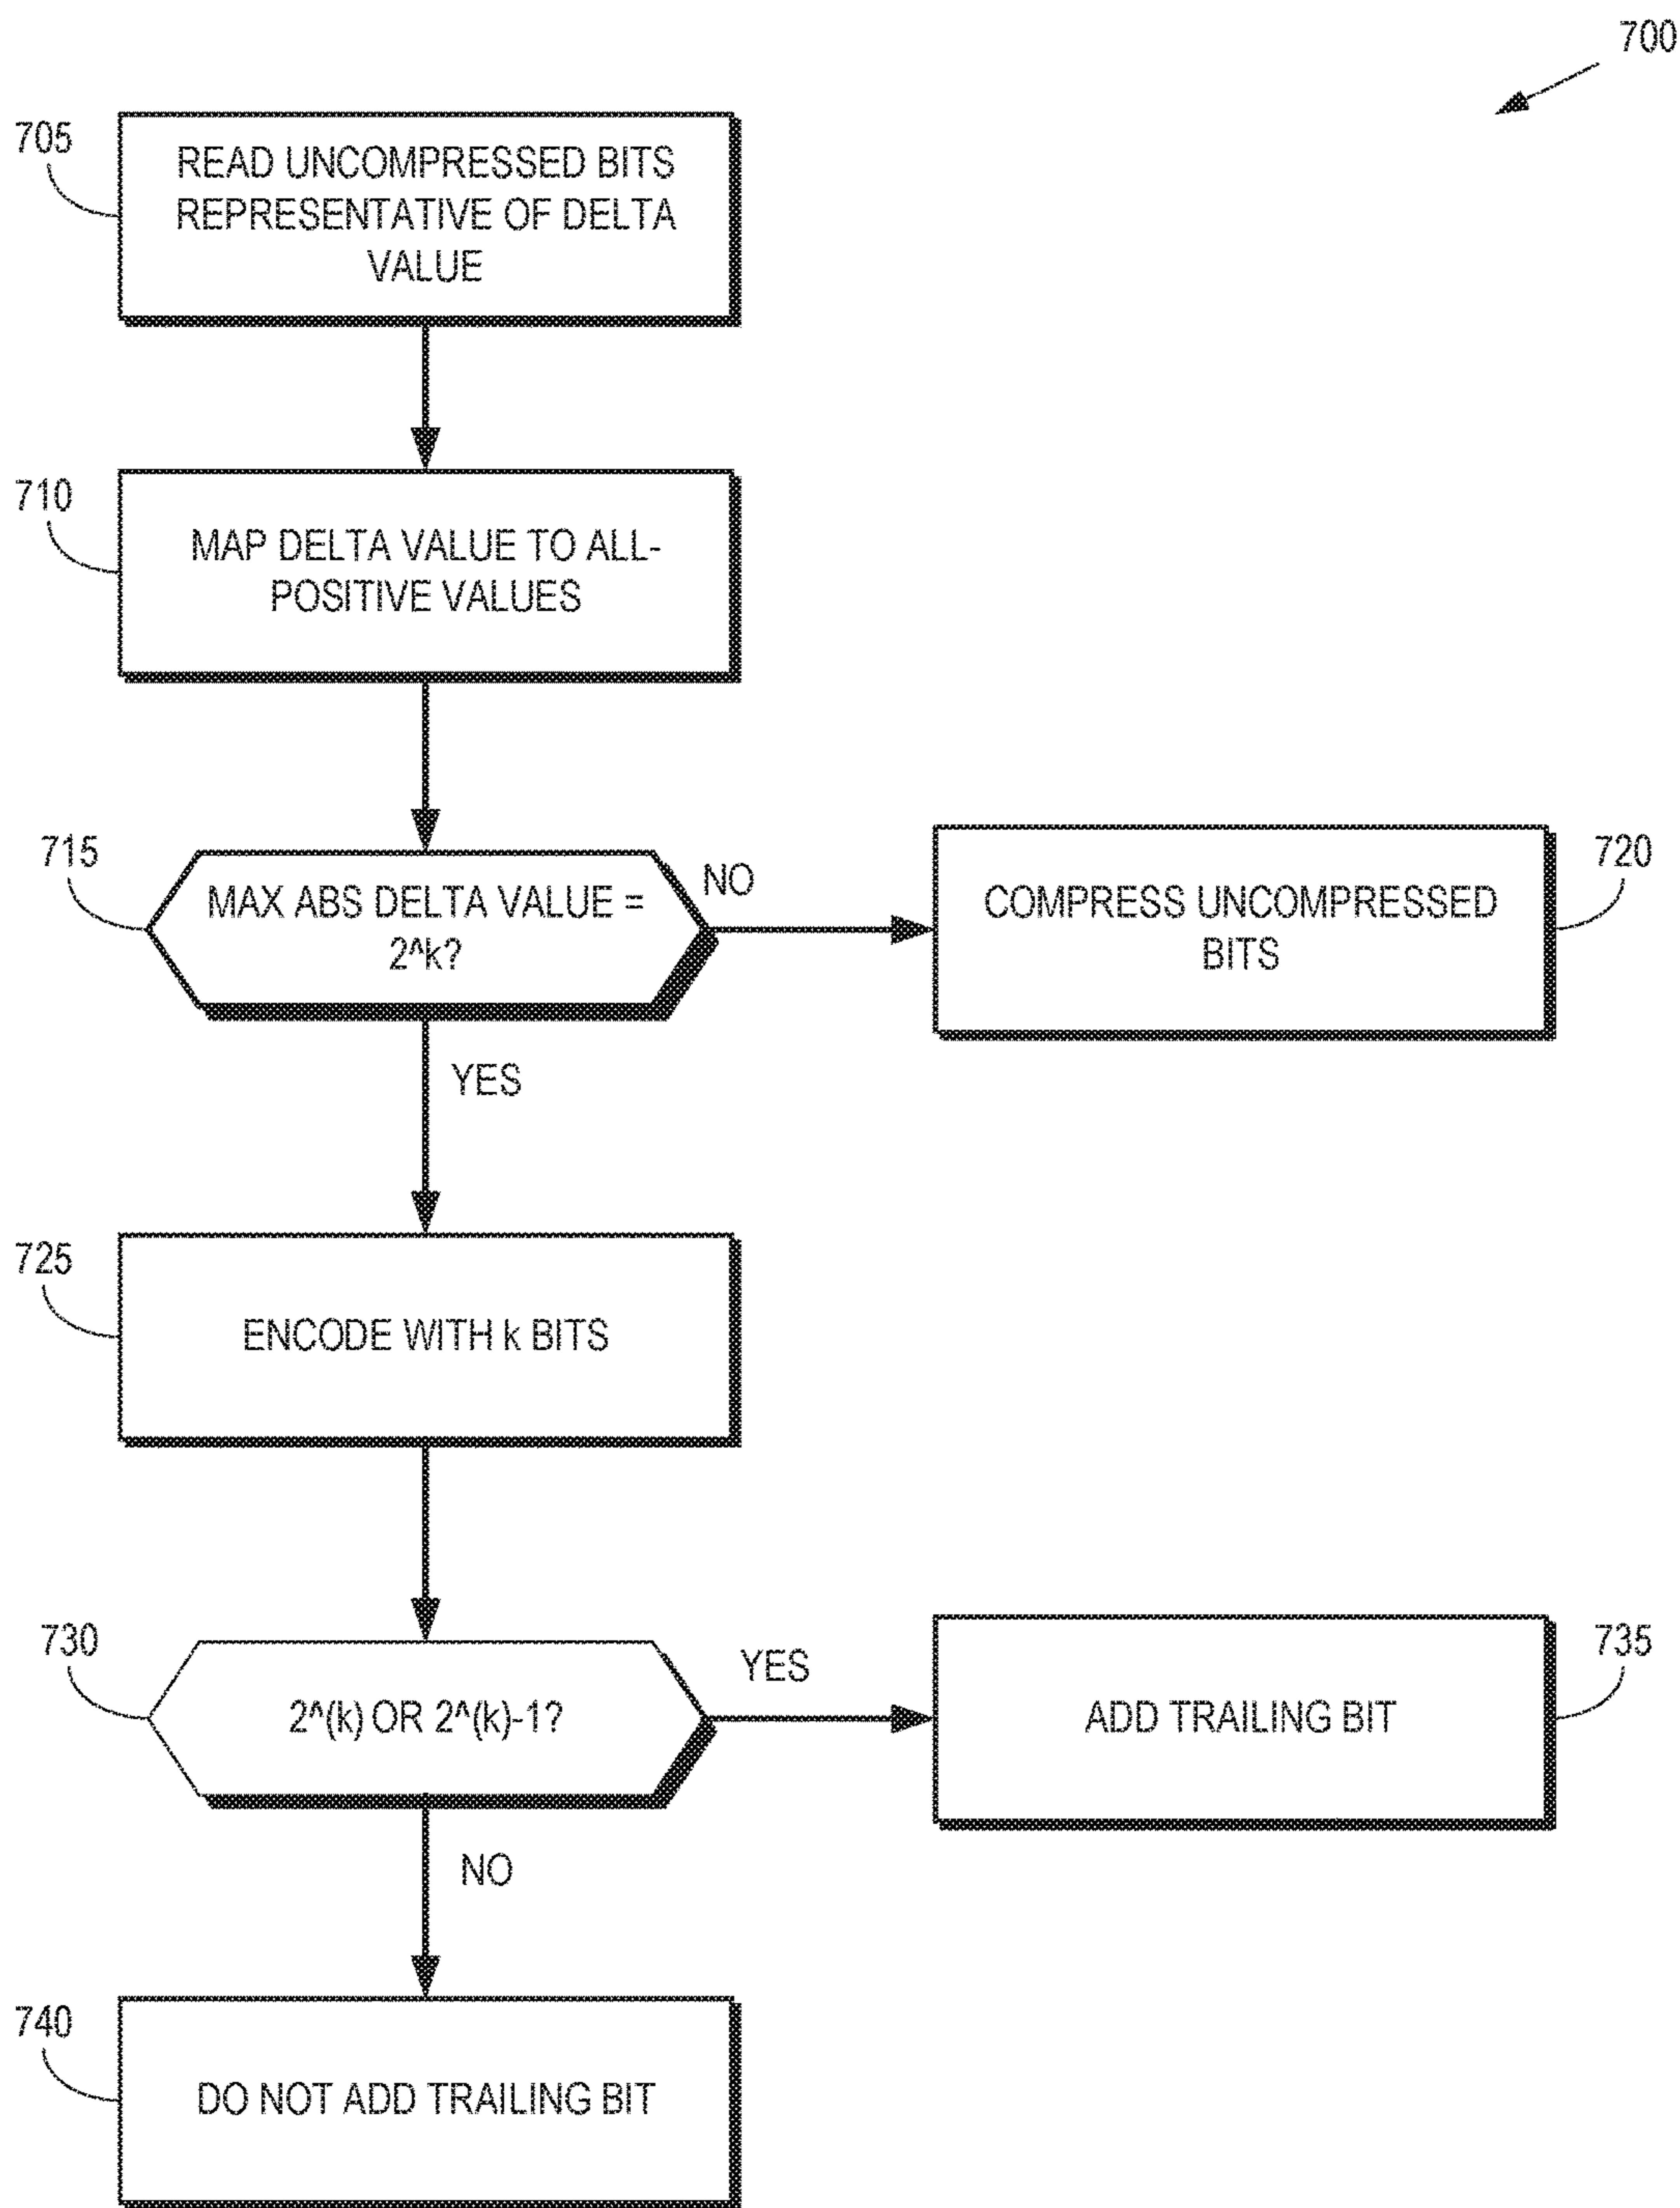 700
705
READ UNCOMPRESSED BITS
REPRESENTATIVE OF DELTA
VALUE
710
MAP DELTA VALUE TO ALL-
POSITIVE VALUES
715
MAX ABS DELTA VALUE =
2^k?
NO
COMPRESS UNCOMPRESSED
BITS
720
YES
725
ENCODE WITH k BITS
730
2^(k) OR 2^(k)-1?
YES
ADD TRAILING BIT
735
NO
740
DO NOT ADD TRAILING BIT